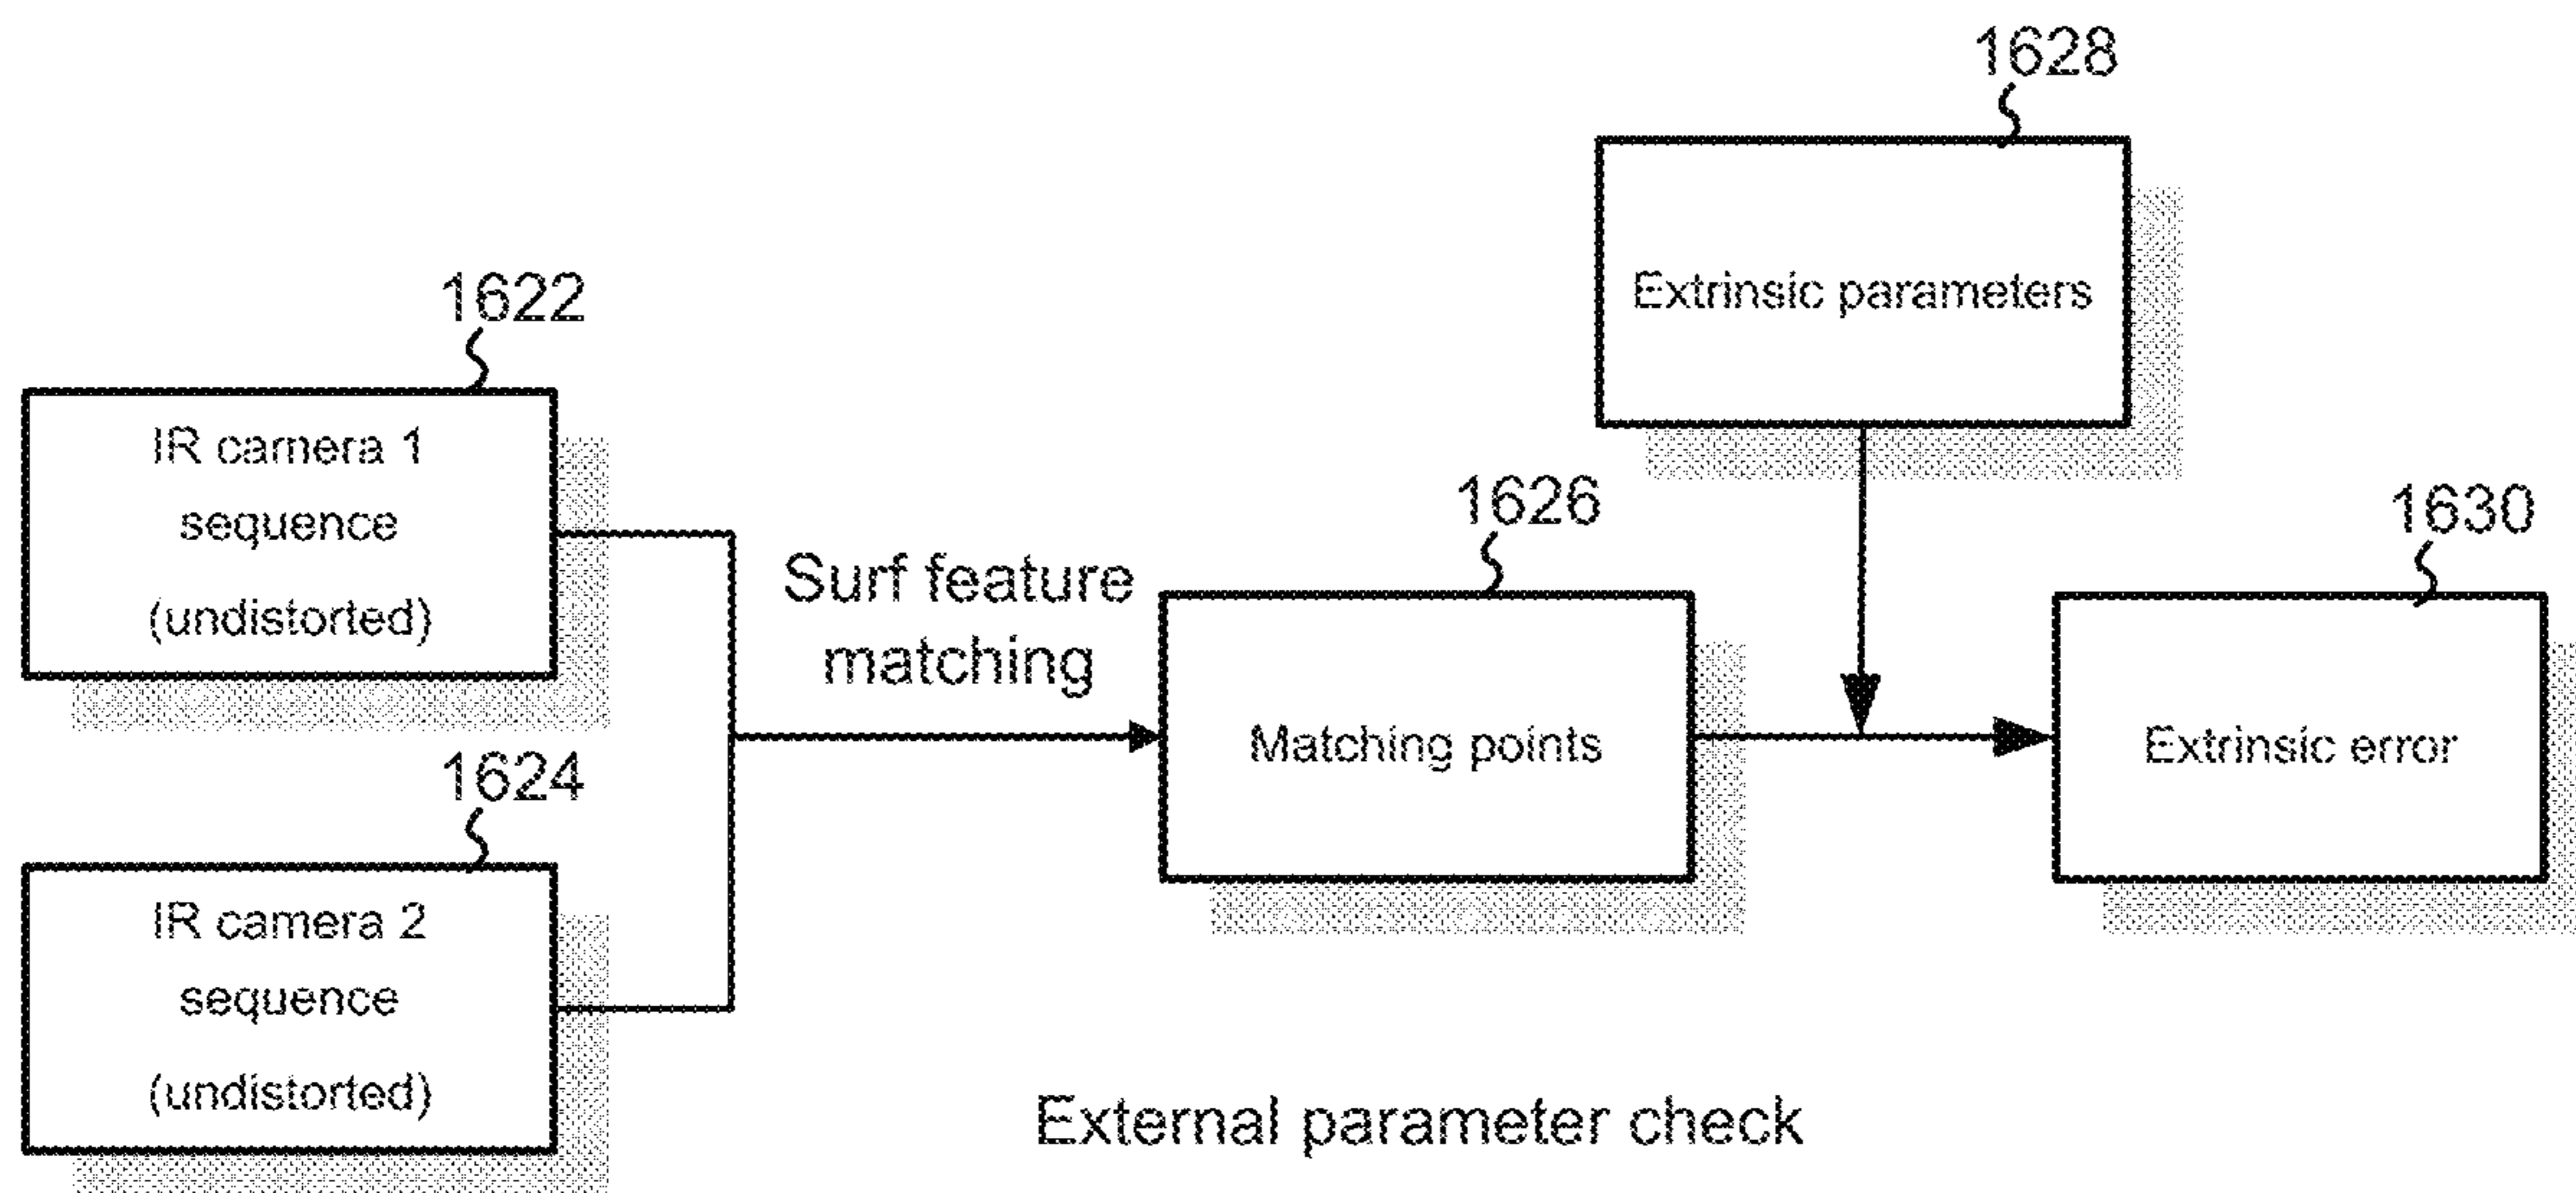 1628
Extrinsic parameters
1622
IR camera 1
sequence
(undistorted)
Surf feature
matching
1626
Matching points
1630
Extrinsic error
1624
IR camera 2
sequence
(undistorted)
External parameter check